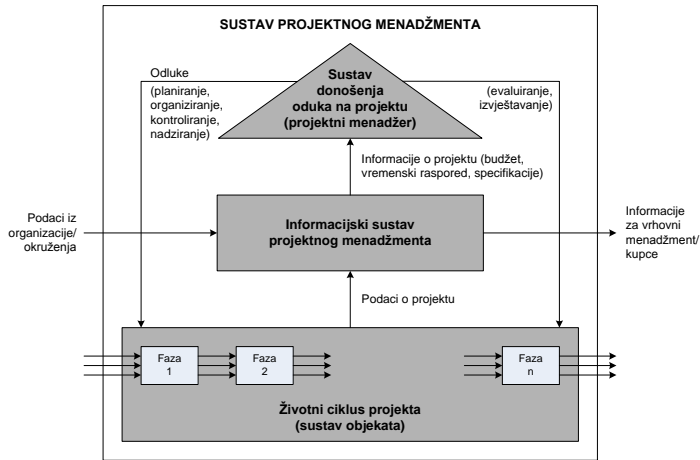 SUSTAV PROJEKTNOG MENADŽMENTA
Odluke
(planiranje,
organiziranje,
kontroliranje,
nadziranje)
Sustav
donošenja
oduka na projektu
(projektni menadžer)
(evaluiranje,
izvještavanje)
Informacije o projektu (budžet,
vremenski raspored, specifikacije)
Podaci iz
organizacije/
okruženja
Informacijski sustav
projektnog menadžmenta
Informacije
za vrhovni
menadžment/
kupce
Podaci o projektu
Faza
1
Faza
2
Faza
n
Životni ciklus projekta
(sustav objekata)